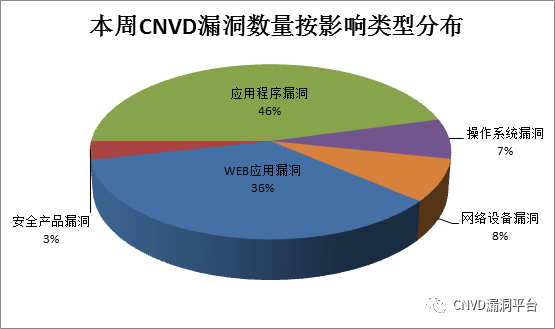 本周CNVD漏洞数量按影响类型分布
应用程序漏洞
46%
操作系统漏洞
7%
WEB应用漏洞
36%
安全产品漏洞
3%
网络设备漏洞
8%
CNVD漏洞平台